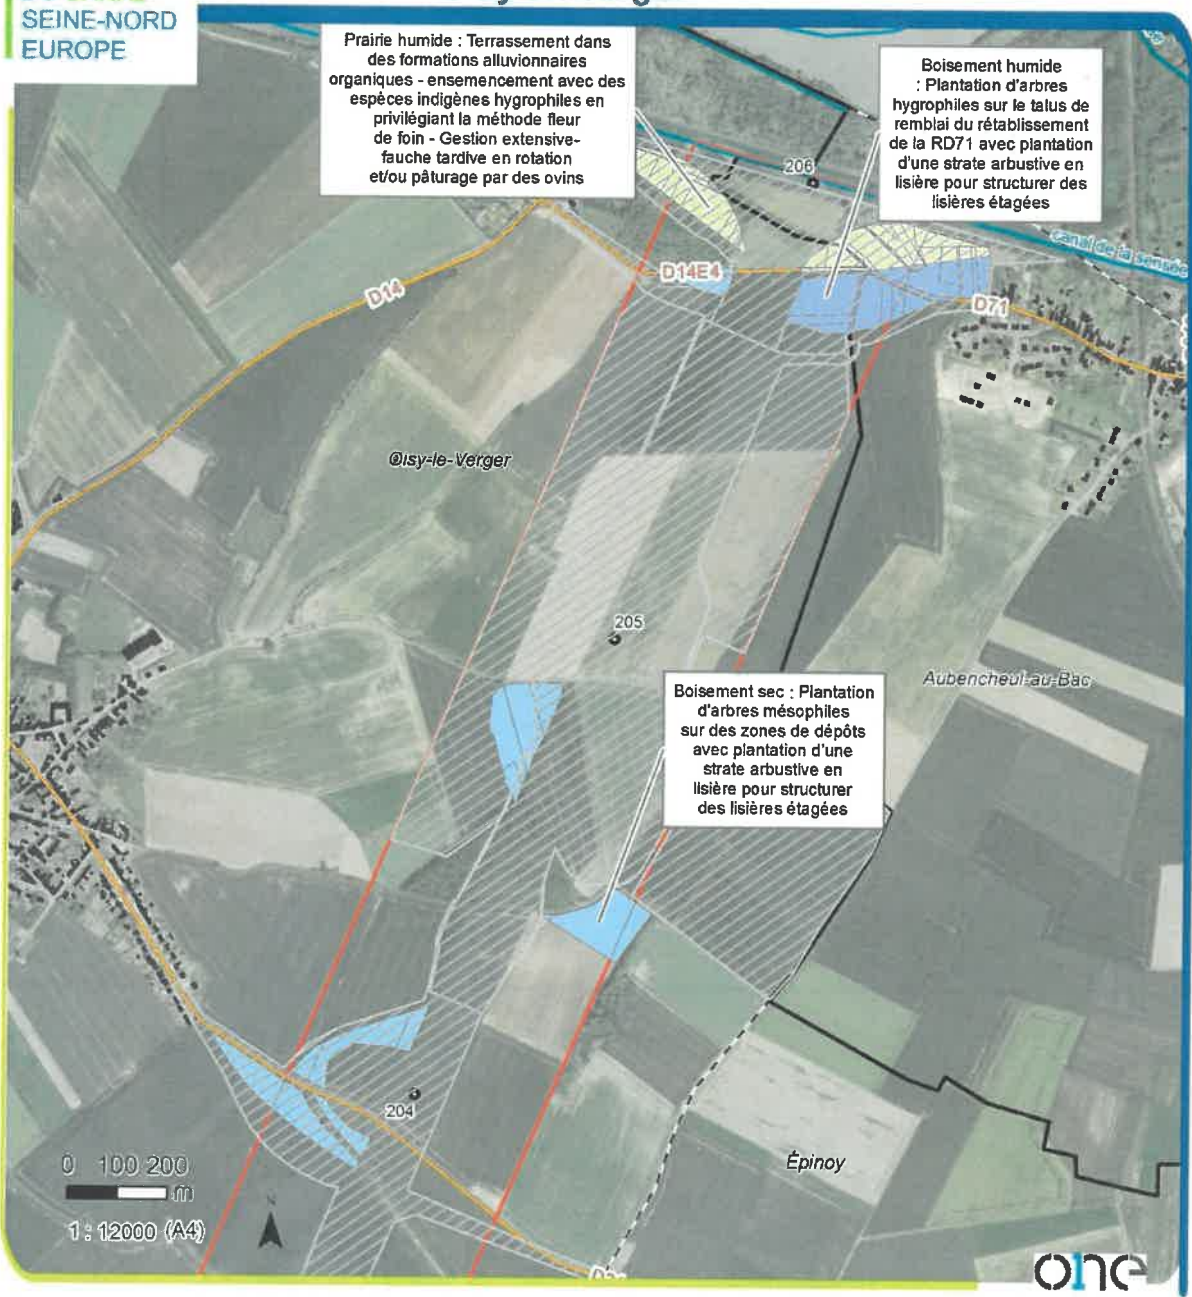 SEINE-NORD
EUROPE
Prairie humide : Terrassement dans
des formations alluvionnaires
organiques - ensemencement avec des
espèces indigènes hygrophiles en
privilégiant la méthode fleur
de foin - Gestion extensive-
fauche tardive en rotation
et/ou pâturage par des ovins
Boisement humide
: Plantation d'arbres
hygrophiles sur le talus de
remblai du rétablissement
de la RD71 avec plantation
d'une strate arbustive en
lisière pour structurer des
lisières étagées
206
canal de la sensée
D14E4
D14
D71
Oisy-le-Verger
205
Aubencheul-au-Bac
Boisement sec : Plantation
d'arbres mésophiles
sur des zones de dépôts
avec plantation d'une
strate arbustive en
lisière pour structurer
des lisières étagées
204
Épinoy
0 100 200
m
N
1 : 12000 (A4)
one